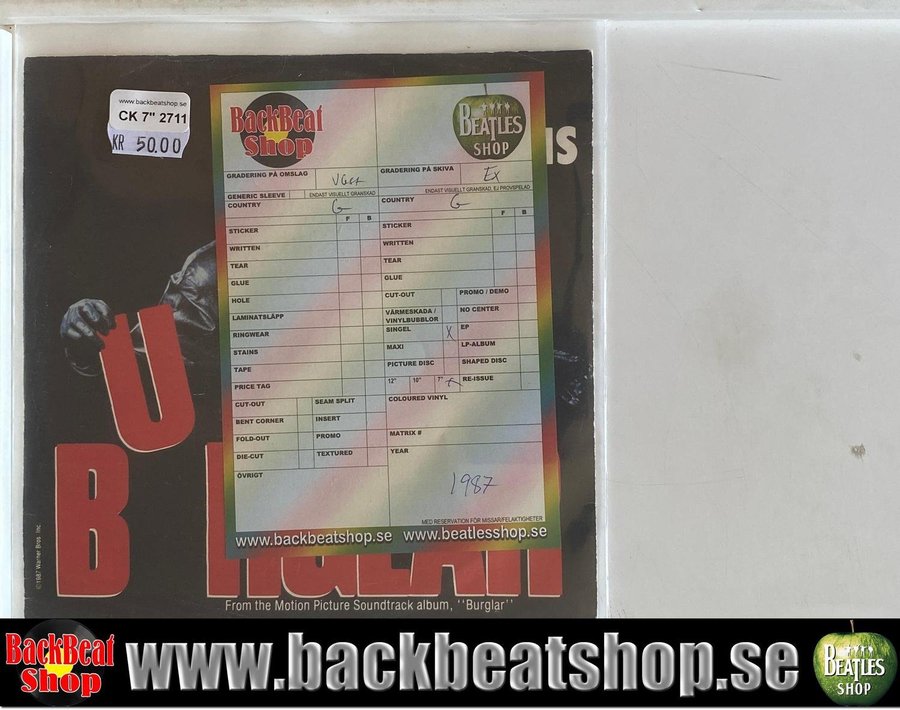 www.backbeatshop.se
CK 7" 2711
KR 50.00
IS
BackBeat
Shop
BEATLES
SHOP
GRADERING PÅ OMSLAG
GENERIC SLEEVE
ENDAST VISUELLT GRANSKAD
COUNTRY G
F B
STICKER
WRITTEN
TEAR
GLUE
HOLE
LAMINATSLÄPP
RINGWEAR
STAINS
TAPE
PRICE TAG
CUT-OUT SEAM SPLIT
BENT CORNER INSERT
FOLD-OUT PROMO
DIE-CUT TEXTURED
ÖVRIGT
GRADERING PÅ SKIVA Ex
ENDAST VISUELLT GRANSKAD, EJ PROVSPELAD
COUNTRY G
F B
STICKER
WRITTEN
TEAR
GLUE
CUT-OUT PROMO / DEMO
VÄRMESKADA / NO CENTER
VINYLBUBBLOR
SINGEL X EP
MAXI LP-ALBUM
PICTURE DISC SHAPED DISC
12" 10" 7" x RE-ISSUE
COLOURED VINYL
MATRIX #
YEAR
1987
MED RESERVATION FÖR MISSAR/FELAKTIGHETER
www.backbeatshop.se www.beatlesshop.se
U
B RGLAR
©1987 Warner Bros. Inc.
From the Motion Picture Soundtrack album, "Burglar"
BackBeat
Shop
www.backbeatshop.se
BEATLES
SHOP